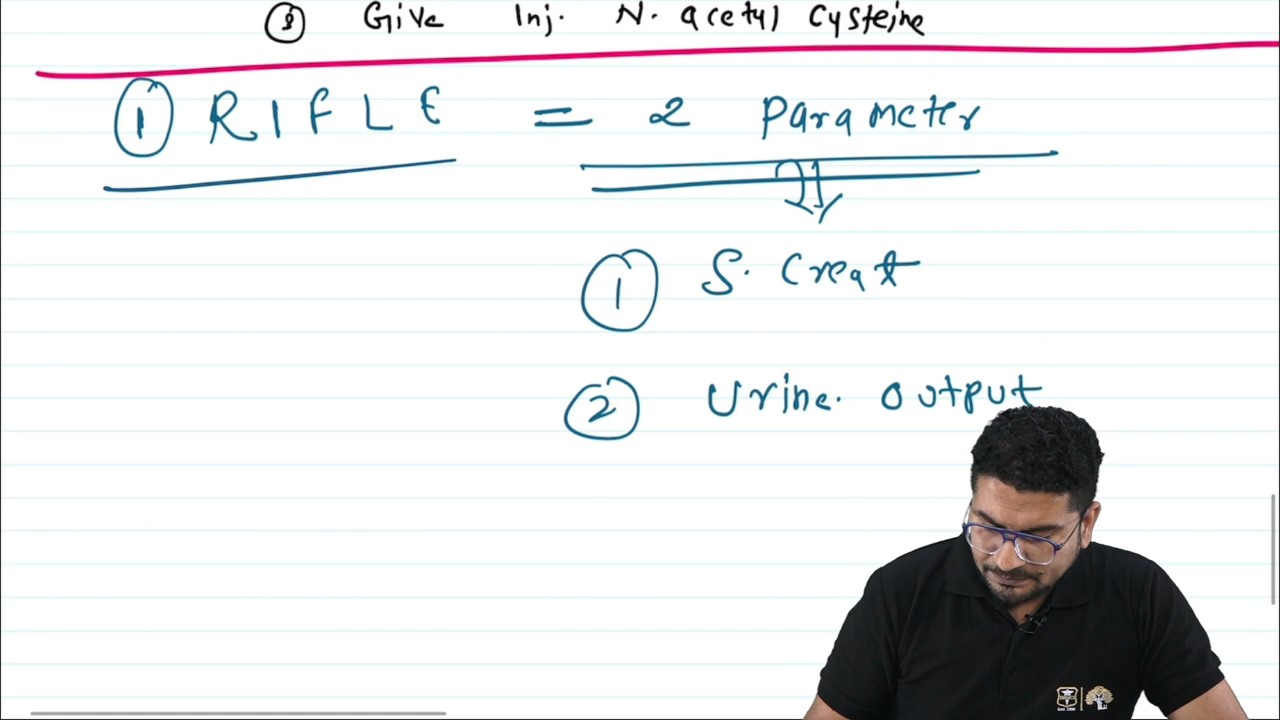 ③ Give Inj. N. acetyl cysteine
① RIFLE = 2 Parameter
① S. Creat
② Urine. output